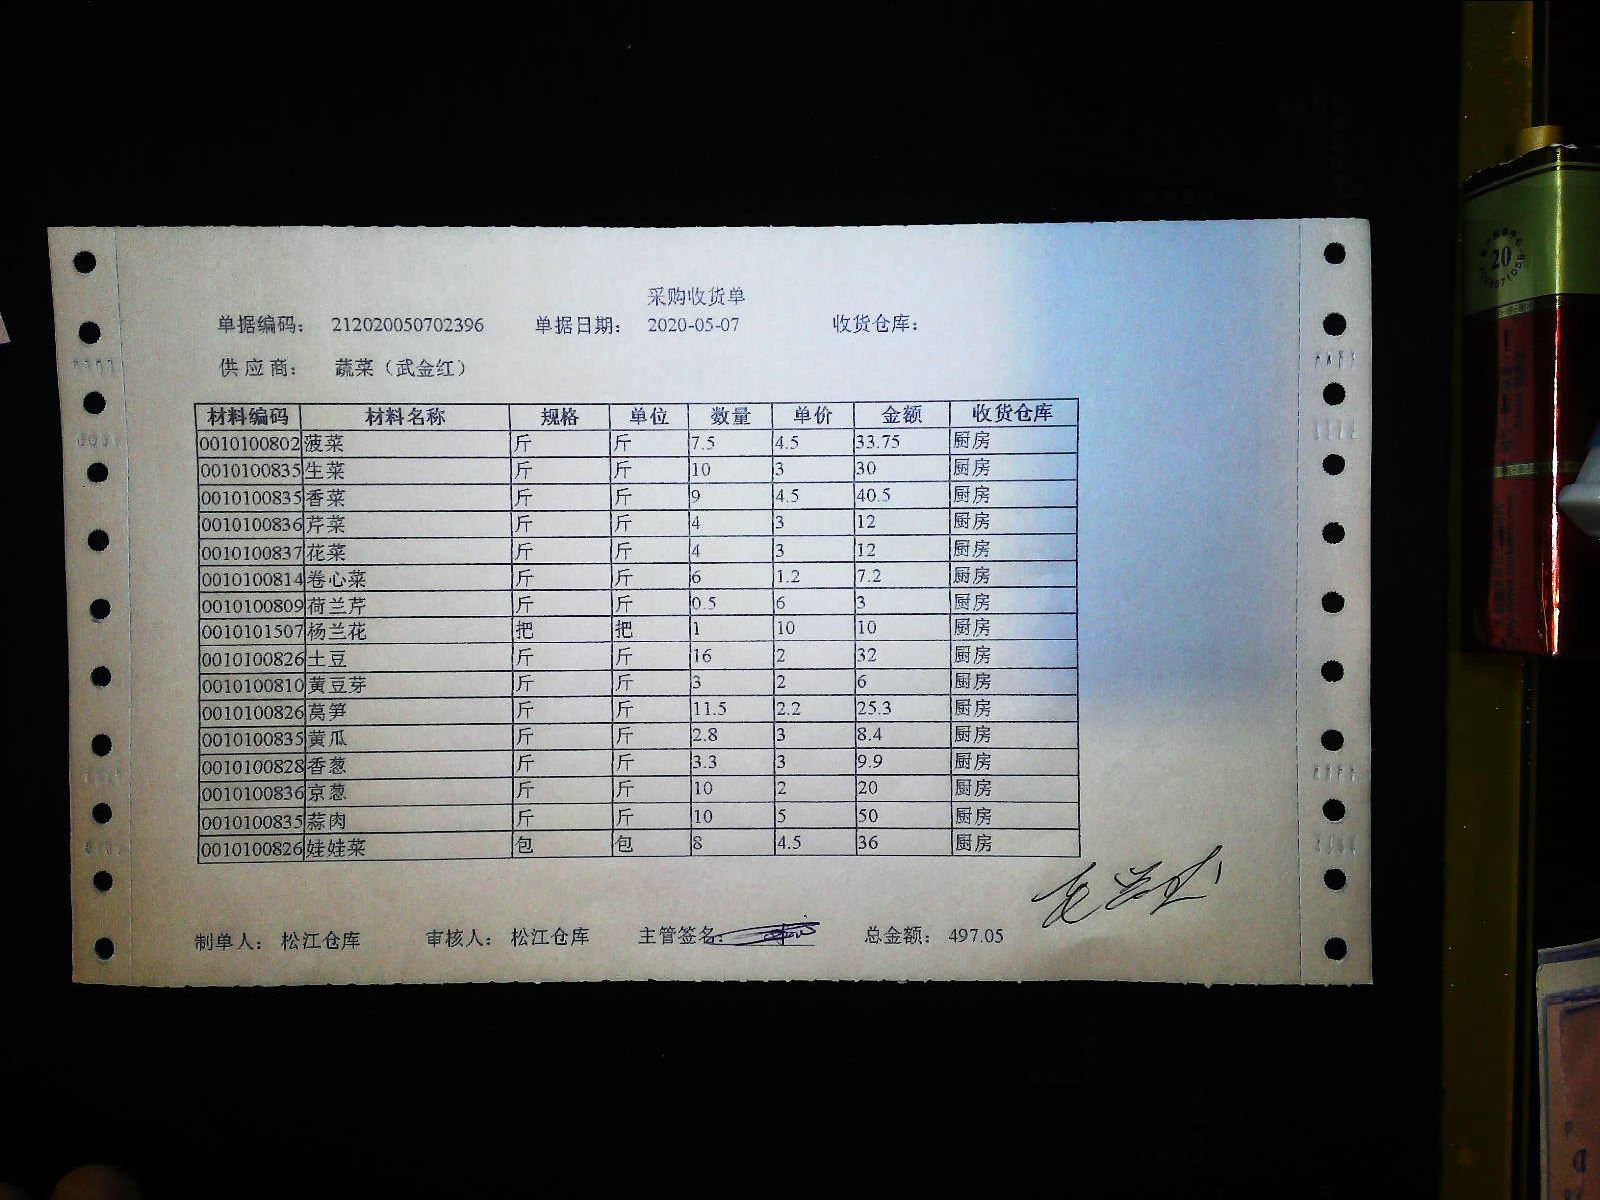 采购收货单
单据编码： 212020050702396 单据日期： 2020-05-07 收货仓库：
供应商： 蔬菜（武金红）
材料编码 材料名称 规格 单位 数量 单价 金额 收货仓库
0010100802 菠菜 斤 斤 7.5 4.5 33.75 厨房
0010100835 生菜 斤 斤 10 3 30 厨房
0010100835 香菜 斤 斤 9 4.5 40.5 厨房
0010100836 芹菜 斤 斤 4 3 12 厨房
0010100837 花菜 斤 斤 4 3 12 厨房
0010100814 卷心菜 斤 斤 6 1.2 7.2 厨房
0010100809 荷兰芹 斤 斤 0.5 6 3 厨房
0010101507 杨兰花 把 把 1 10 10 厨房
0010100826 土豆 斤 斤 16 2 32 厨房
0010100810 黄豆芽 斤 斤 3 2 6 厨房
0010100826 莴笋 斤 斤 11.5 2.2 25.3 厨房
0010100835 黄瓜 斤 斤 2.8 3 8.4 厨房
0010100828 香葱 斤 斤 3.3 3 9.9 厨房
0010100836 京葱 斤 斤 10 2 20 厨房
0010100835 蒜肉 斤 斤 10 5 50 厨房
0010100826 娃娃菜 包 包 8 4.5 36 厨房
制单人： 松江仓库 审核人： 松江仓库 主管签名： 总金额： 497.05
20